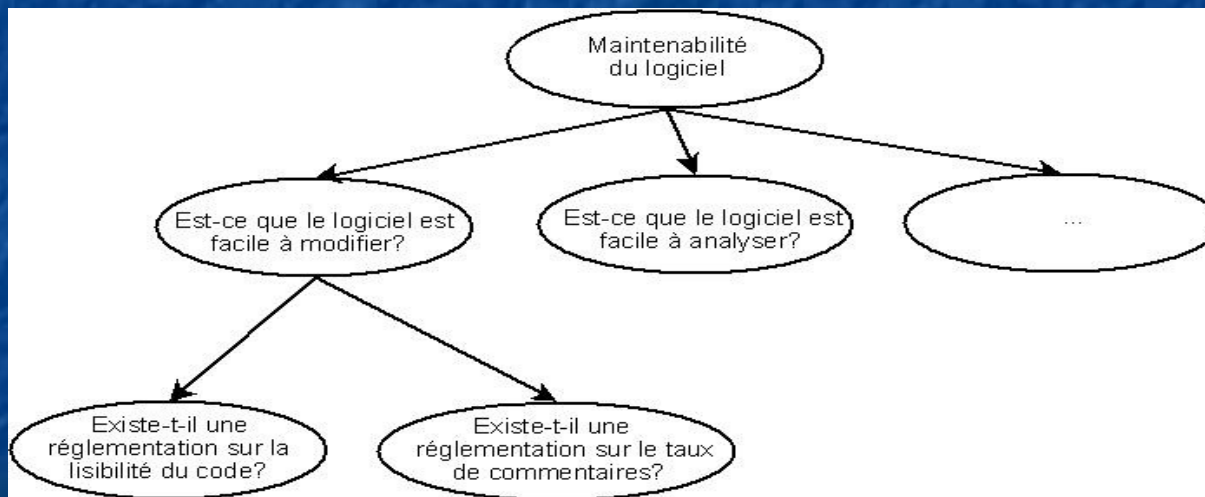 Maintenabilité
du logiciel
Est-ce que le logiciel est
facile à modifier?
Est-ce que le logiciel est
facile à analyser?
...
Existe-t-il une
réglementation sur la
lisibilité du code?
Existe-t-il une
réglementation sur le taux
de commentaires?